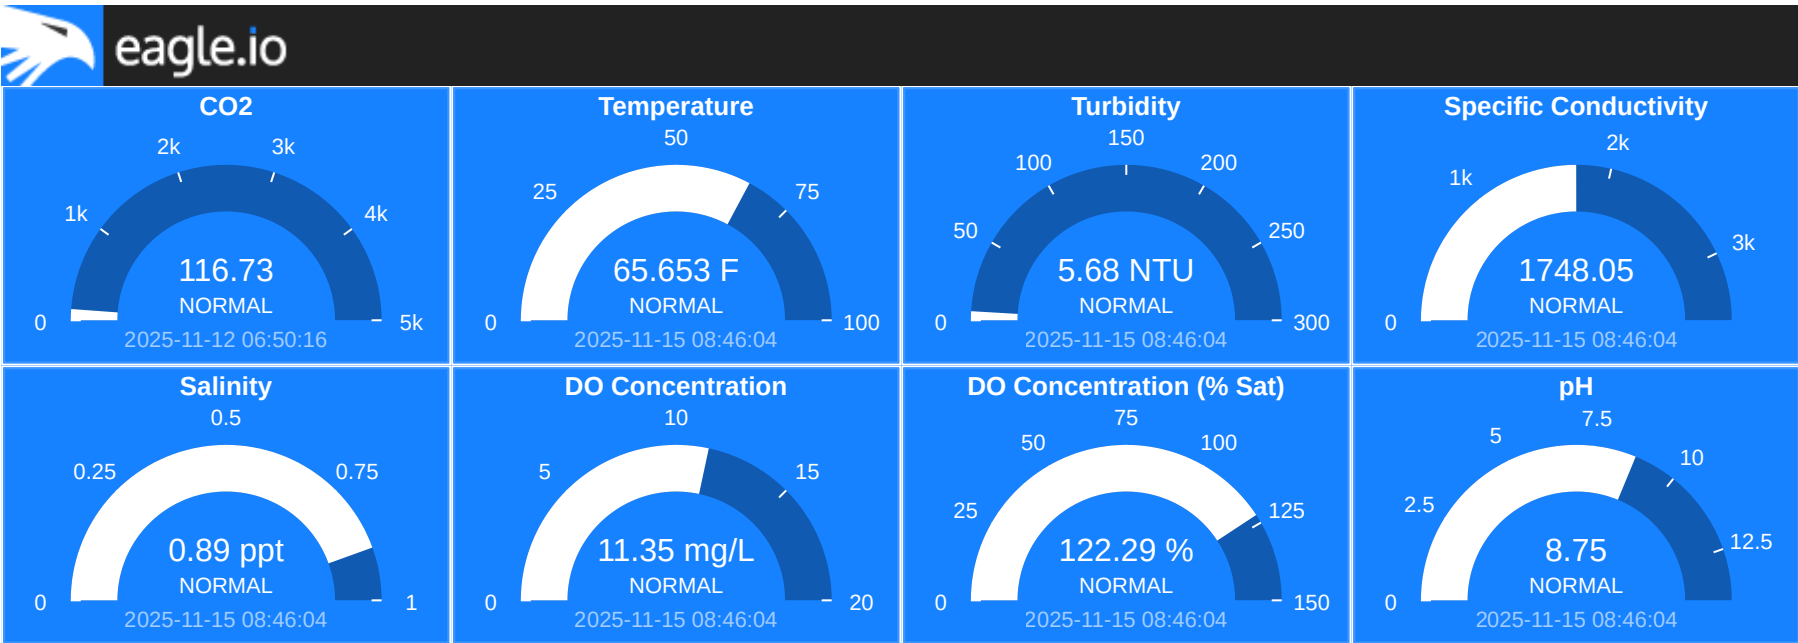 eagle.io
CO2
0
1k
2k
3k
4k
5k
116.73
NORMAL
2025-11-12 06:50:16
Temperature
0
25
50
75
100
65.653 F
NORMAL
2025-11-15 08:46:04
Turbidity
0
50
100
150
200
250
300
5.68 NTU
NORMAL
2025-11-15 08:46:04
Specific Conductivity
0
1k
2k
3k
1748.05
NORMAL
2025-11-15 08:46:04
Salinity
0
0.25
0.5
0.75
1
0.89 ppt
NORMAL
2025-11-15 08:46:04
DO Concentration
0
5
10
15
20
11.35 mg/L
NORMAL
2025-11-15 08:46:04
DO Concentration (% Sat)
0
25
50
75
100
125
150
122.29 %
NORMAL
2025-11-15 08:46:04
pH
0
2.5
5
7.5
10
12.5
8.75
NORMAL
2025-11-15 08:46:04